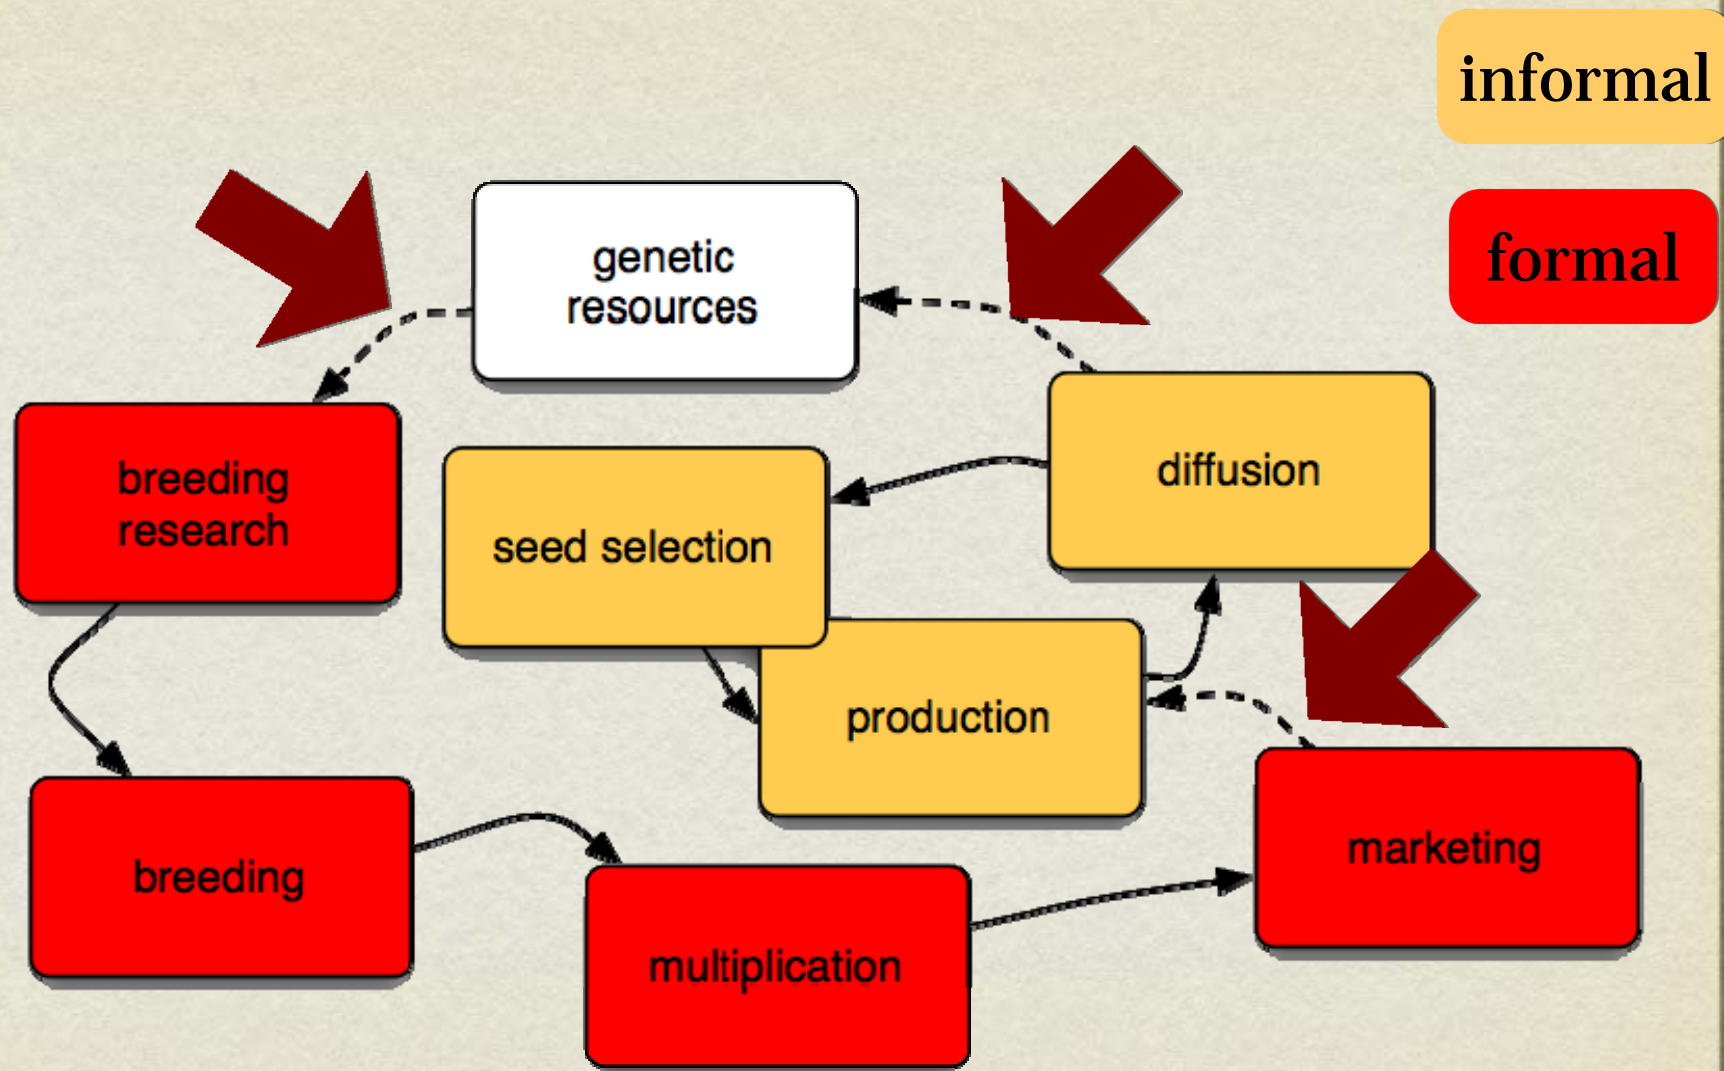 informal
formal
genetic
resources
diffusion
breeding
research
seed selection
production
marketing
breeding
multiplication